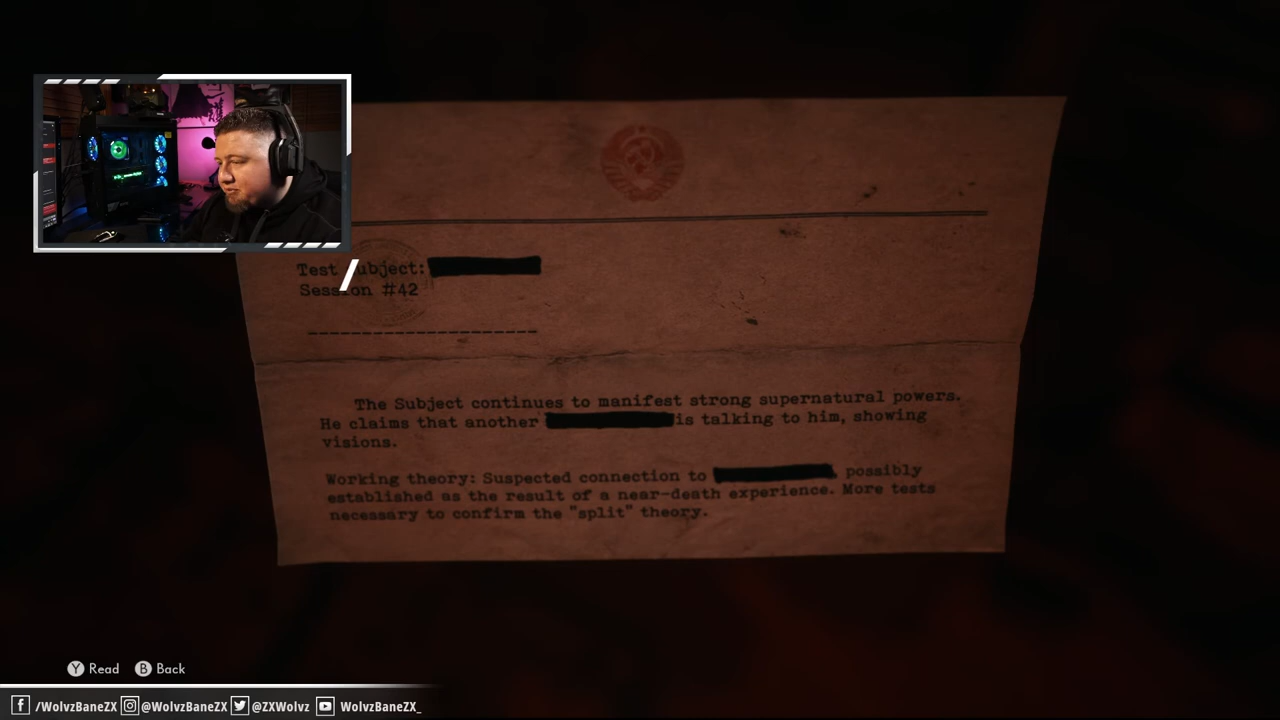 Test Subject:
Session #42
The Subject continues to manifest strong supernatural powers.
He claims that another is talking to him, showing
visions.
Working theory: Suspected connection to possibly
established as the result of a near-death experience. More tests
necessary to confirm the "split" theory.
Y Read B Back
/WolvzBaneZX @WolvzBaneZX @ZXWolvz WolvzBaneZX_